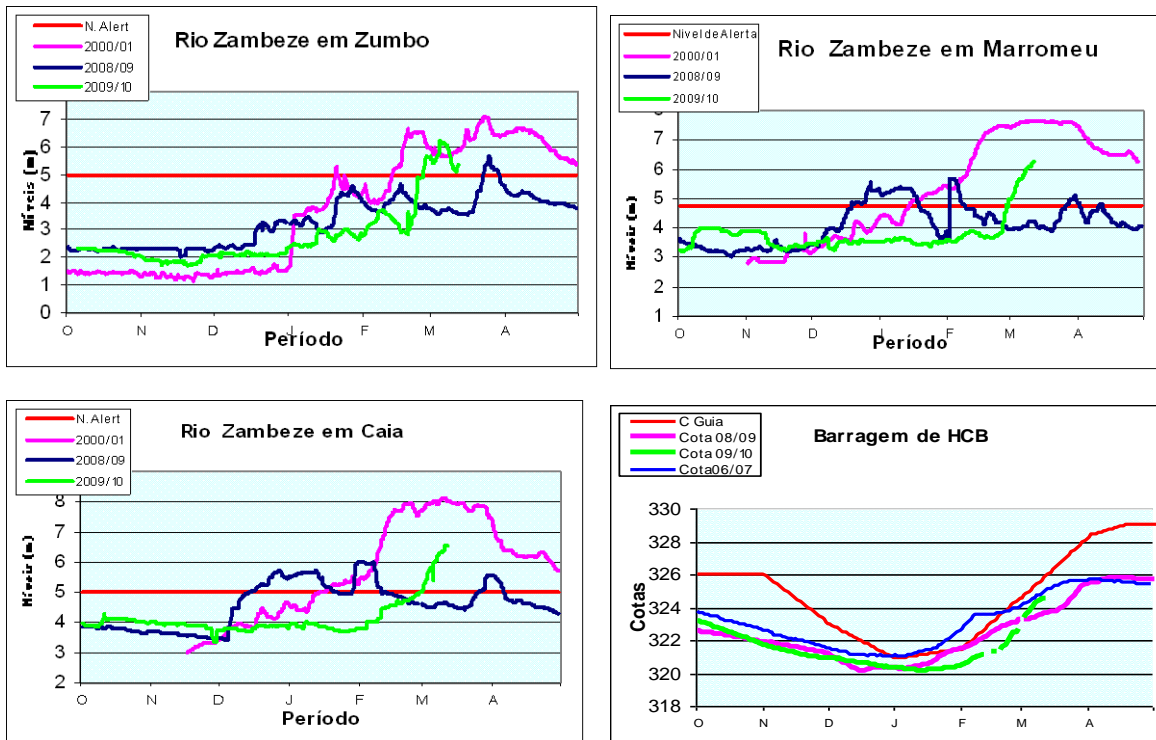 N. Alert
2000/01
2008/09
2009/10
Rio Zambeze em Zumbo
7
6
5
4
3
2
1
0
Níveis (m)
O N D J F M A
Período
Nivel de Alerta
2000/01
2008/09
2009/10
Rio Zambeze em Marromeu
8
7
6
5
4
3
2
1
O N D J F M A
Período
N. Alert
2000/01
2008/09
2009/10
Rio Zambeze em Caia
8
7
6
5
4
3
2
O N D J F M A
Período
C Guia
Cota 08/09
Cota 09/10
Cota06/07
Barragem de HCB
330
328
326
324
322
320
318
Cotas
O N D J F M A